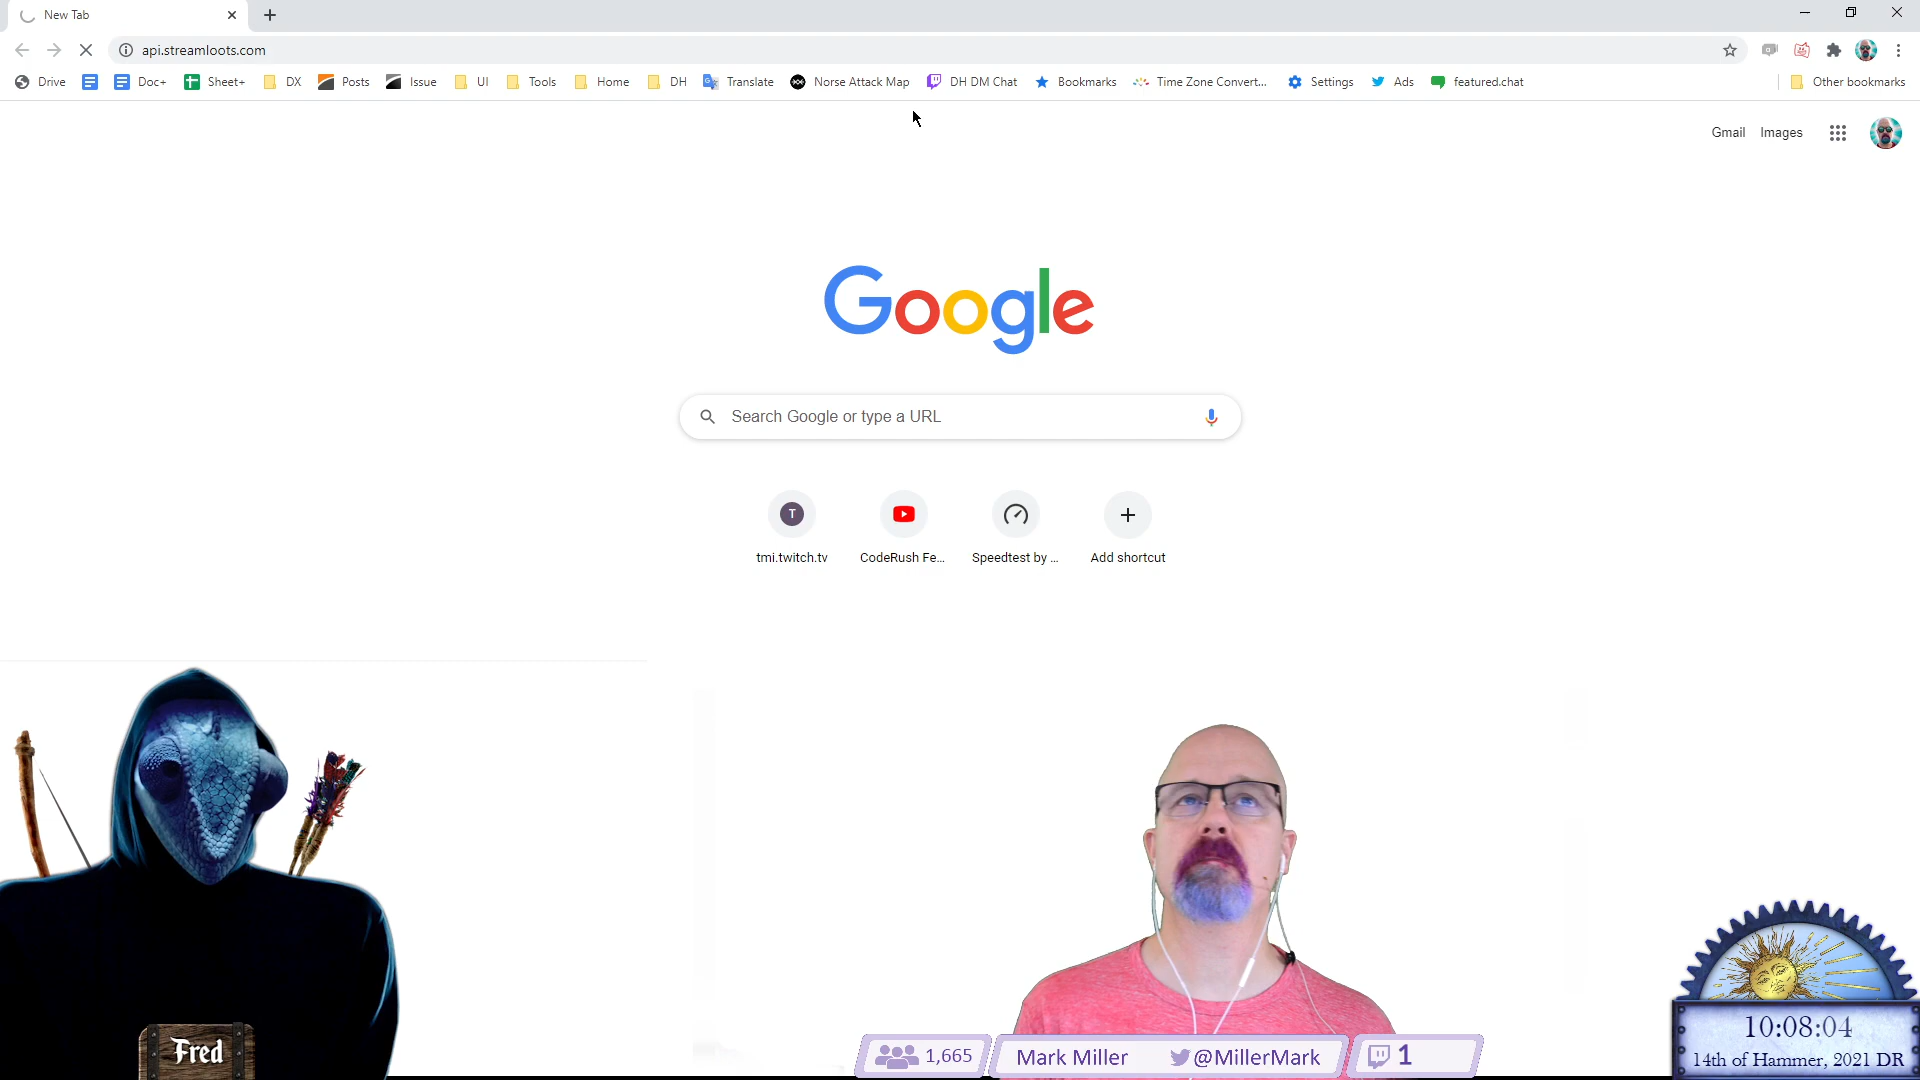 New Tab
api.streamloots.com
Drive Doc+ Sheet+ DX Posts Issue UI Tools Home DH Translate Norse Attack Map DH DM Chat Bookmarks Time Zone Convert... Settings Ads featured.chat Other bookmarks
Gmail Images
Google
Search Google or type a URL
T
tmi.twitch.tv CodeRush Fe... Speedtest by ... Add shortcut
Fred
1,665 Mark Miller @MillerMark 1
10:08:04
14th of Hammer, 2021 DR